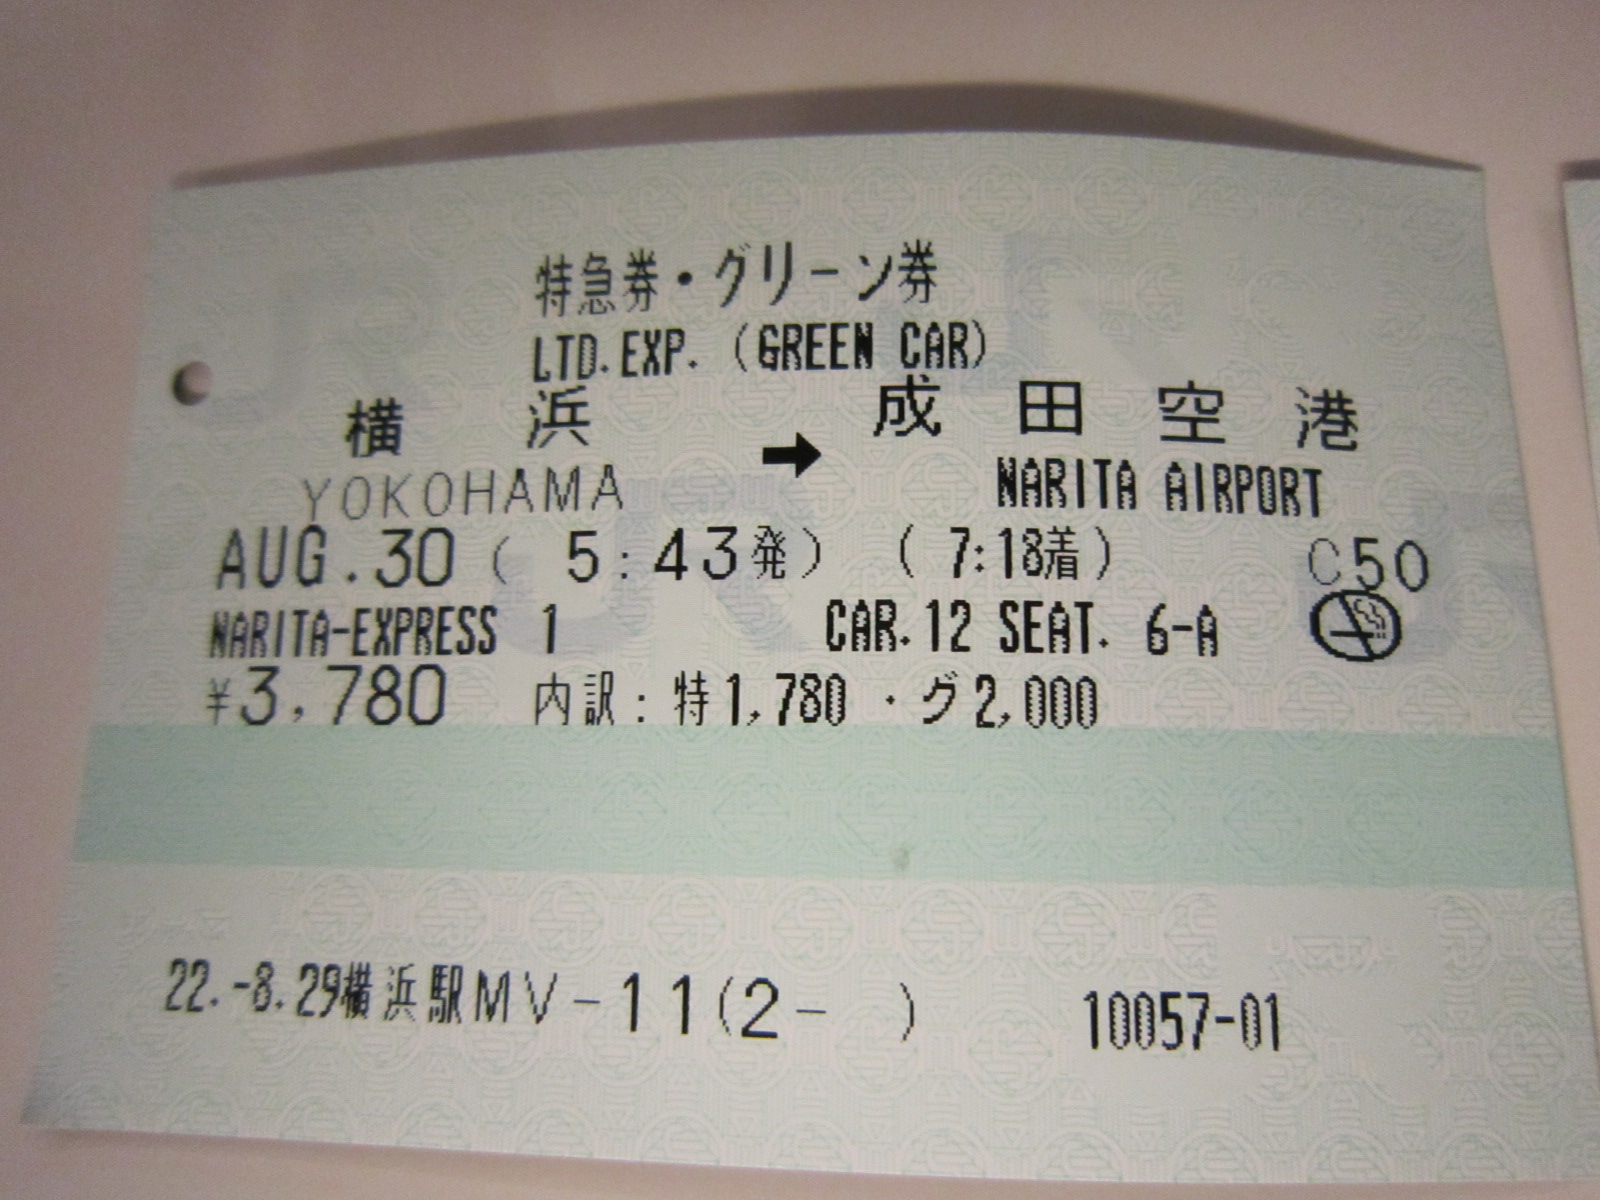 特急券・グリーン券
LTD.EXP. (GREEN CAR)
横 浜 ➡ 成 田 空 港
YOKOHAMA NARITA AIRPORT
AUG.30 ( 5:43発) ( 7:18着) C50
NARITA-EXPRESS 1 CAR.12 SEAT. 6-A
¥3,780 内訳:特1,780 ・グ2,000
22.-8.29横浜駅MV-11(2- ) 10057-01